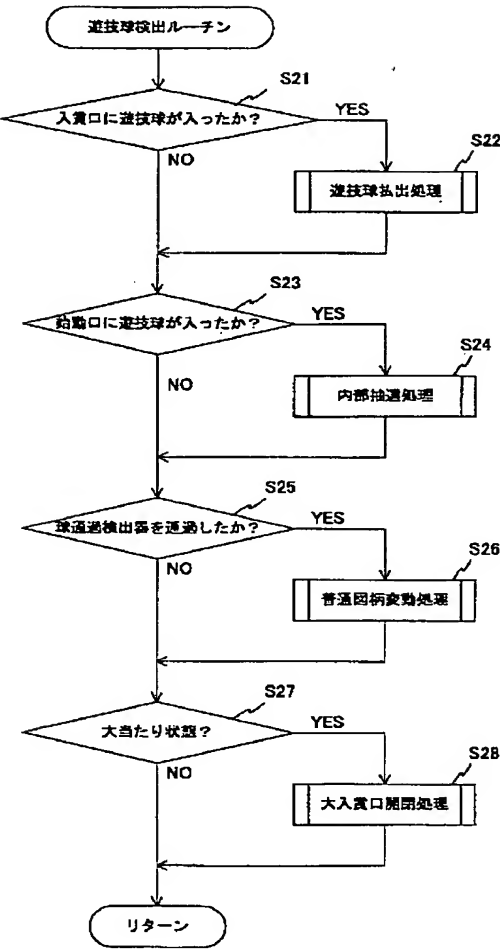 遊技球検出ルーチン
S21
入賞口に遊技球が入ったか？
YES
NO
S22
遊技球払出処理
S23
始動口に遊技球が入ったか？
YES
NO
S24
内部抽選処理
S25
球通過検出器を通過したか？
YES
NO
S26
普通図柄変動処理
S27
大当たり状態？
YES
NO
S28
大入賞口開閉処理
リターン